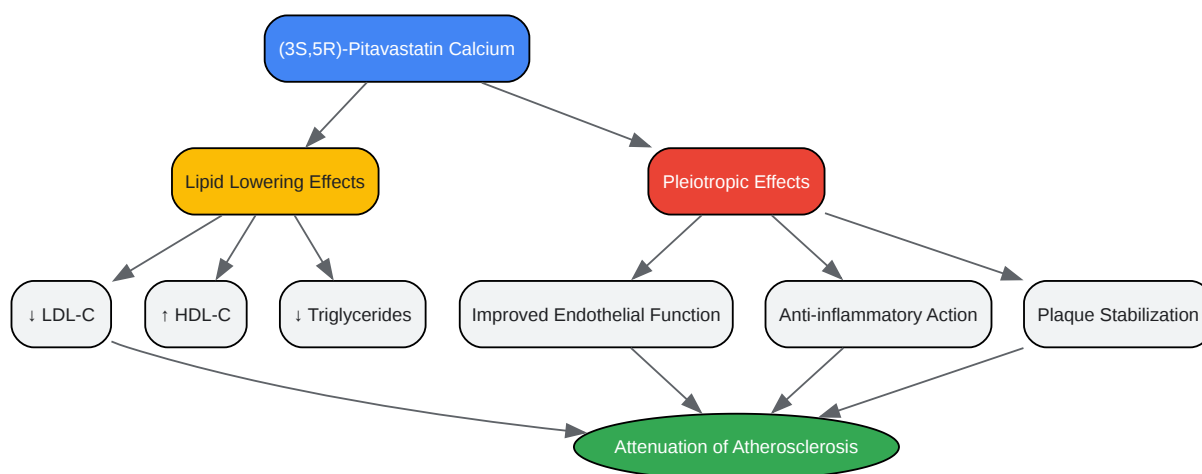 (3S,5R)-Pitavastatin Calcium
Lipid Lowering Effects
Pleiotropic Effects
↓ LDL-C
↑ HDL-C
↓ Triglycerides
Improved Endothelial Function
Anti-inflammatory Action
Plaque Stabilization
Attenuation of Atherosclerosis